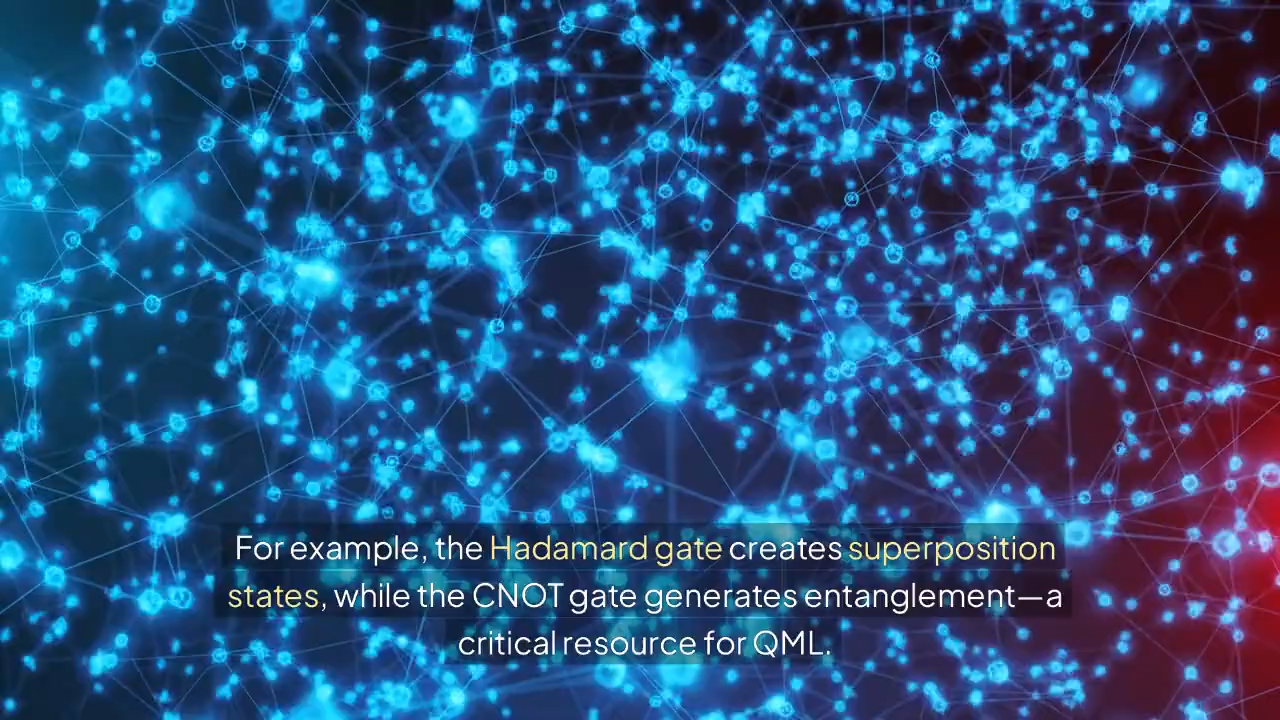 For example, the Hadamard gate creates superposition
states, while the CNOT gate generates entanglement—a
critical resource for QML.